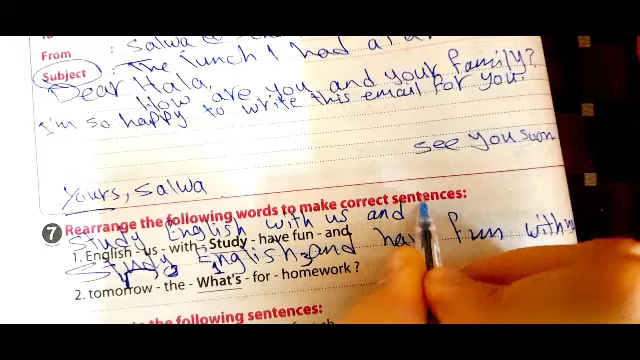 From : Salwa @
Subject : The lunch I had at a
Dear Hala,
How are you and your family?
I'm so happy to write this email for you.
see you soon
Yours, Salwa
7 Rearrange the following words to make correct sentences:
Study English with us and
1. English - us - with - Study - have fun - and
Study English and have fun with us
2. tomorrow - the - What's - for - homework ?
the following sentences: